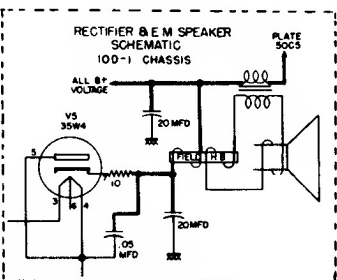 RECTIFIER & E M SPEAKER
SCHEMATIC
100-1 CHASSIS
PLATE
50C5
ALL B+
VOLTAGE
V5
35W4
20 MFD
5
7
10
FIELD
H B
3
6
4
.05
MFD
20MFD